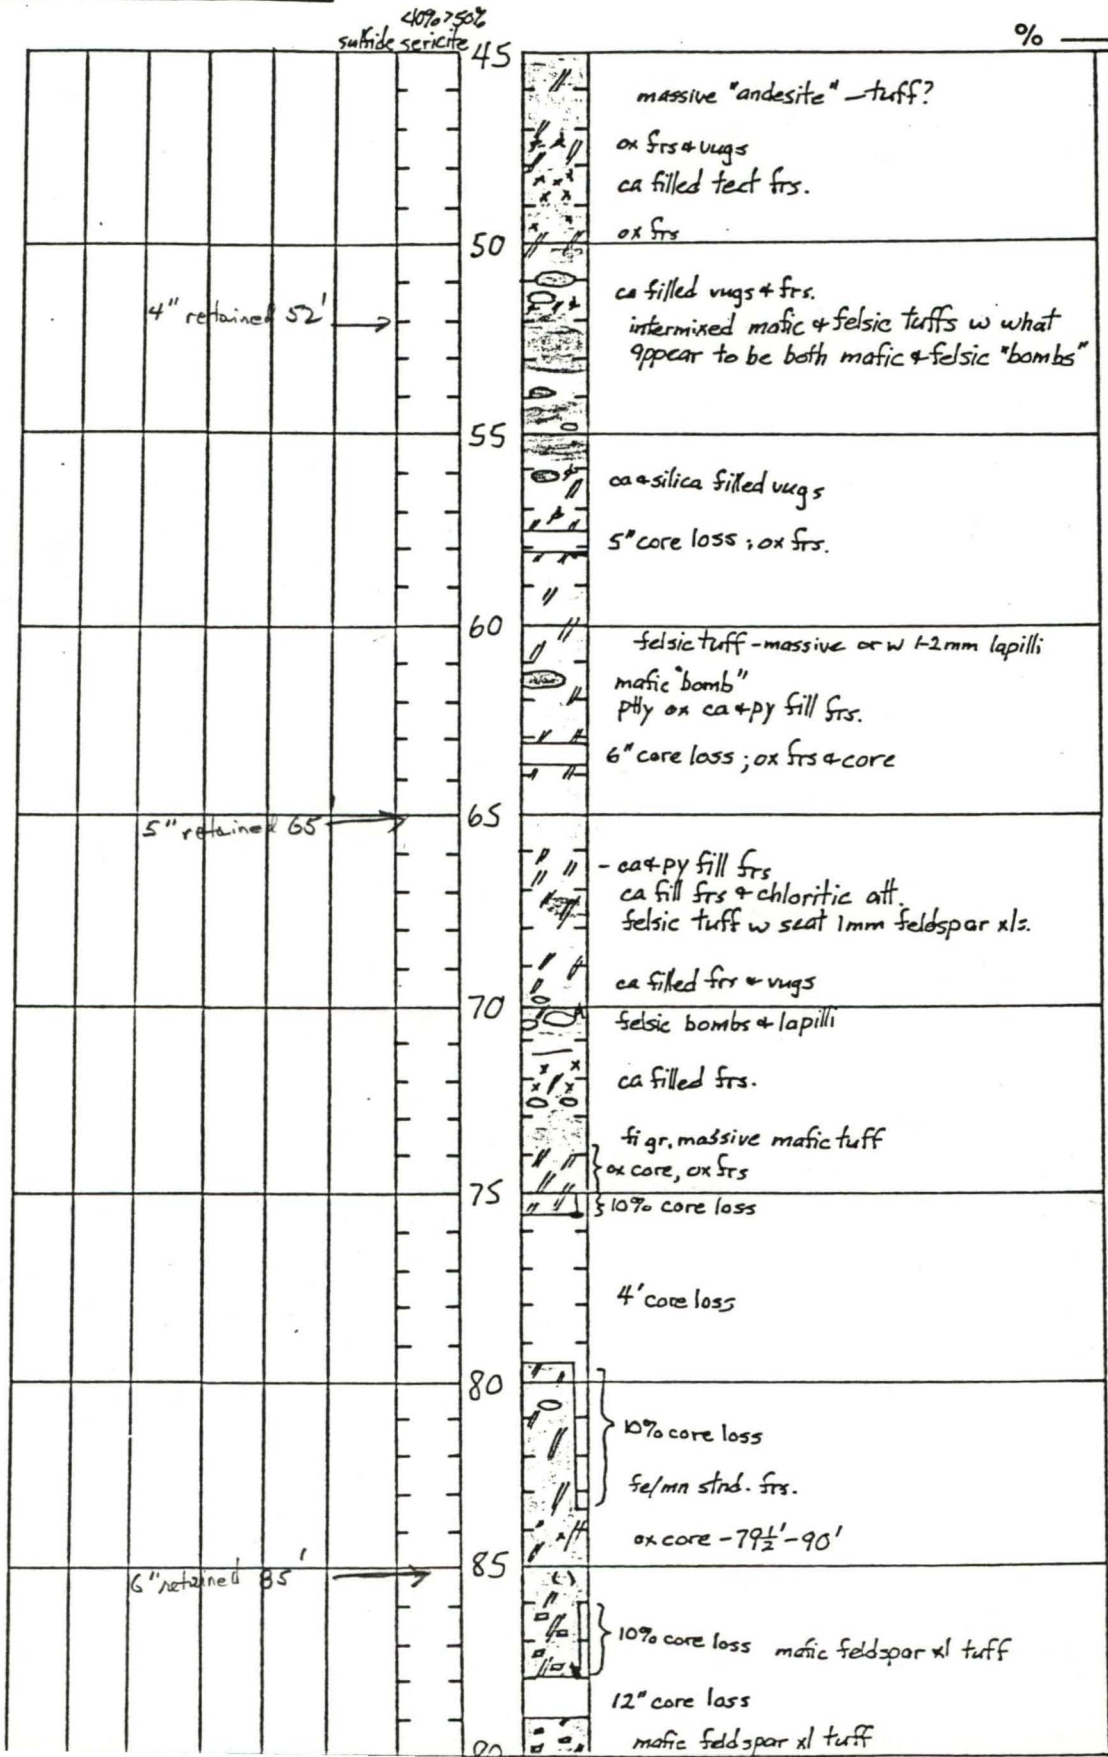 <10% >50%
sulfide sericite
%
45
massive "andesite" – tuff?
ox frs & vugs
ca filled tect frs.
ox frs
50
4" retained 52'
ca filled vugs & frs.
intermixed mafic & felsic tuffs w what
appear to be both mafic & felsic "bombs"
55
ca & silica filled vugs
5" core loss ; ox frs.
60
felsic tuff - massive or w 1-2mm lapilli
mafic "bomb"
ptly ox ca & py fill frs.
6" core loss ; ox frs & core
65
5" retained 65'
- ca & py fill frs
ca fill frs & chloritic alt.
felsic tuff w scat 1mm feldspar xls.
ca filled frs & vugs
70
felsic bombs & lapilli
ca filled frs.
fi gr, massive mafic tuff
ox core, ox frs
75
10% core loss
4' core loss
80
10% core loss
fe/mn stnd. frs.
ox core - 79½' - 90'
85
6" retained 85'
10% core loss mafic feldspar xl tuff
12" core loss
mafic feldspar xl tuff
90